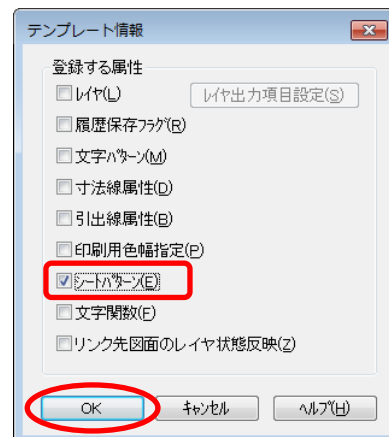 テンプレート情報
登録する属性
ﾚｲﾔ(L)
ﾚｲﾔ出力項目設定(S)
履歴保存ﾌﾗｸﾞ(R)
文字ﾊﾟﾀｰﾝ(M)
寸法線属性(D)
引出線属性(B)
印刷用色幅指定(P)
ｼｰﾄﾊﾟﾀｰﾝ(E)
文字関数(F)
リンク先図面のレイヤ状態反映(Z)
OK
ｷｬﾝｾﾙ
ﾍﾙﾌﾟ(H)